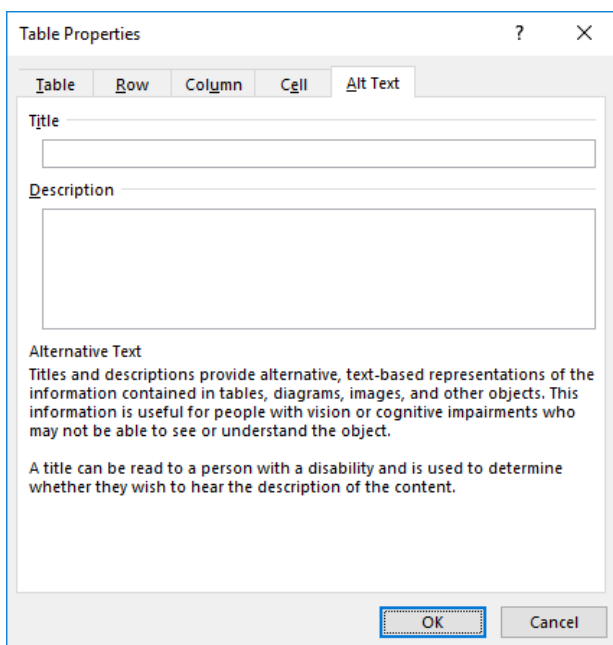 Table Properties ?
Table Row Column Cell Alt Text
Title
Description
Alternative Text
Titles and descriptions provide alternative, text-based representations of the
information contained in tables, diagrams, images, and other objects. This
information is useful for people with vision or cognitive impairments who
may not be able to see or understand the object.
A title can be read to a person with a disability and is used to determine
whether they wish to hear the description of the content.
OK Cancel